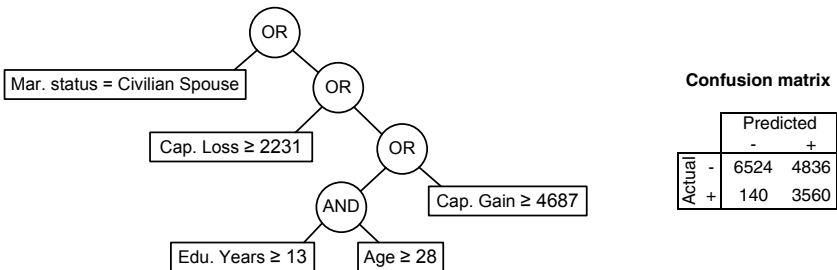 OR
Mar. status = Civilian Spouse
OR
Cap. Loss ≥ 2231
OR
AND
Cap. Gain ≥ 4687
Edu. Years ≥ 13
Age ≥ 28
Confusion matrix
Predicted
- +
Actual
- 6524 4836
+ 140 3560